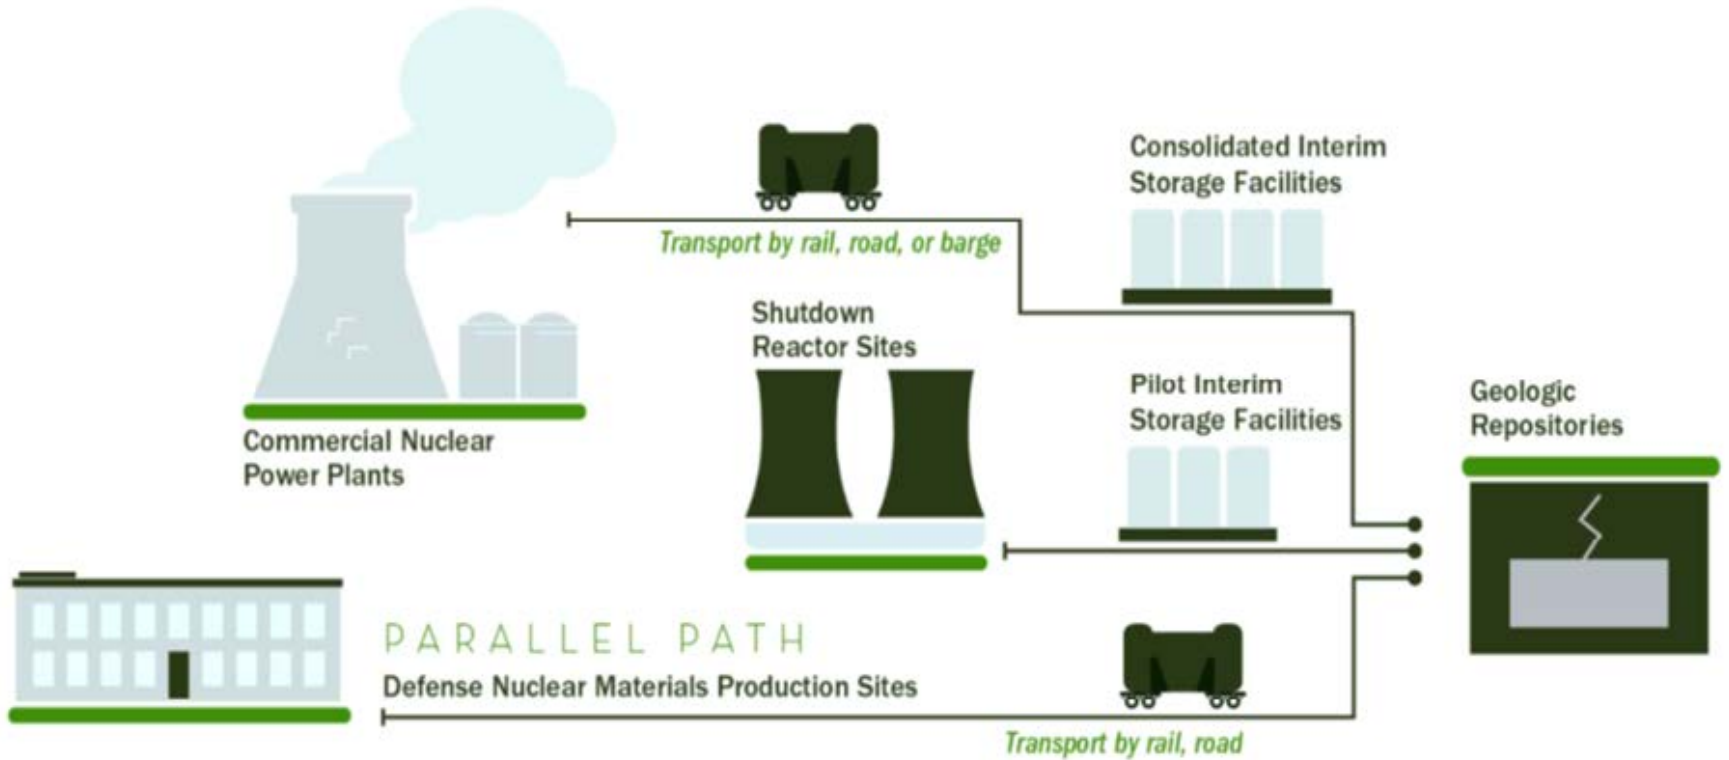 Consolidated Interim
Storage Facilities
Transport by rail, road, or barge
Shutdown
Reactor Sites
Pilot Interim
Storage Facilities
Geologic
Repositories
Commercial Nuclear
Power Plants
PARALLEL PATH
Defense Nuclear Materials Production Sites
Transport by rail, road